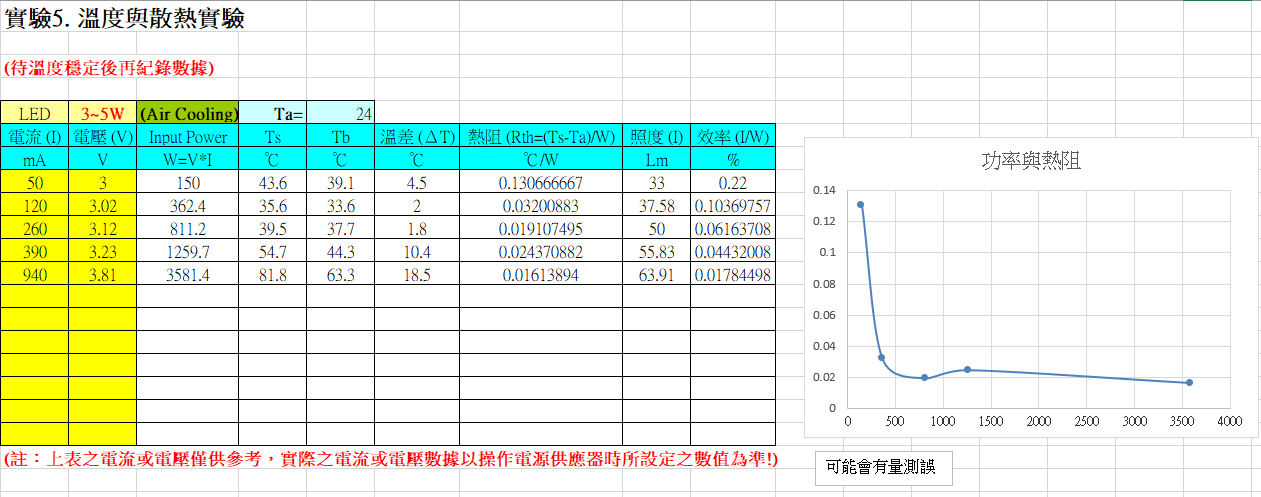 實驗5. 溫度與散熱實驗
(待溫度穩定後再紀錄數據)
LED 3~5W (Air Cooling) Ta= 24
電流 (I) 電壓 (V) Input Power Ts Tb 溫差 (ΔT) 熱阻 (Rth=(Ts-Ta)/W) 照度 (I) 效率 (I/W)
mA V W=V*I ℃ ℃ ℃ ℃/W Lm %
50 3 150 43.6 39.1 4.5 0.130666667 33 0.22
120 3.02 362.4 35.6 33.6 2 0.03200883 37.58 0.10369757
260 3.12 811.2 39.5 37.7 1.8 0.019107495 50 0.06163708
390 3.23 1259.7 54.7 44.3 10.4 0.024370882 55.83 0.04432008
940 3.81 3581.4 81.8 63.3 18.5 0.01613894 63.91 0.01784498
(註：上表之電流或電壓僅供參考，實際之電流或電壓數據以操作電源供應器時所設定之數值為準!)
功率與熱阻
0.14
0.12
0.1
0.08
0.06
0.04
0.02
0
0 500 1000 1500 2000 2500 3000 3500 4000
可能會有量測誤